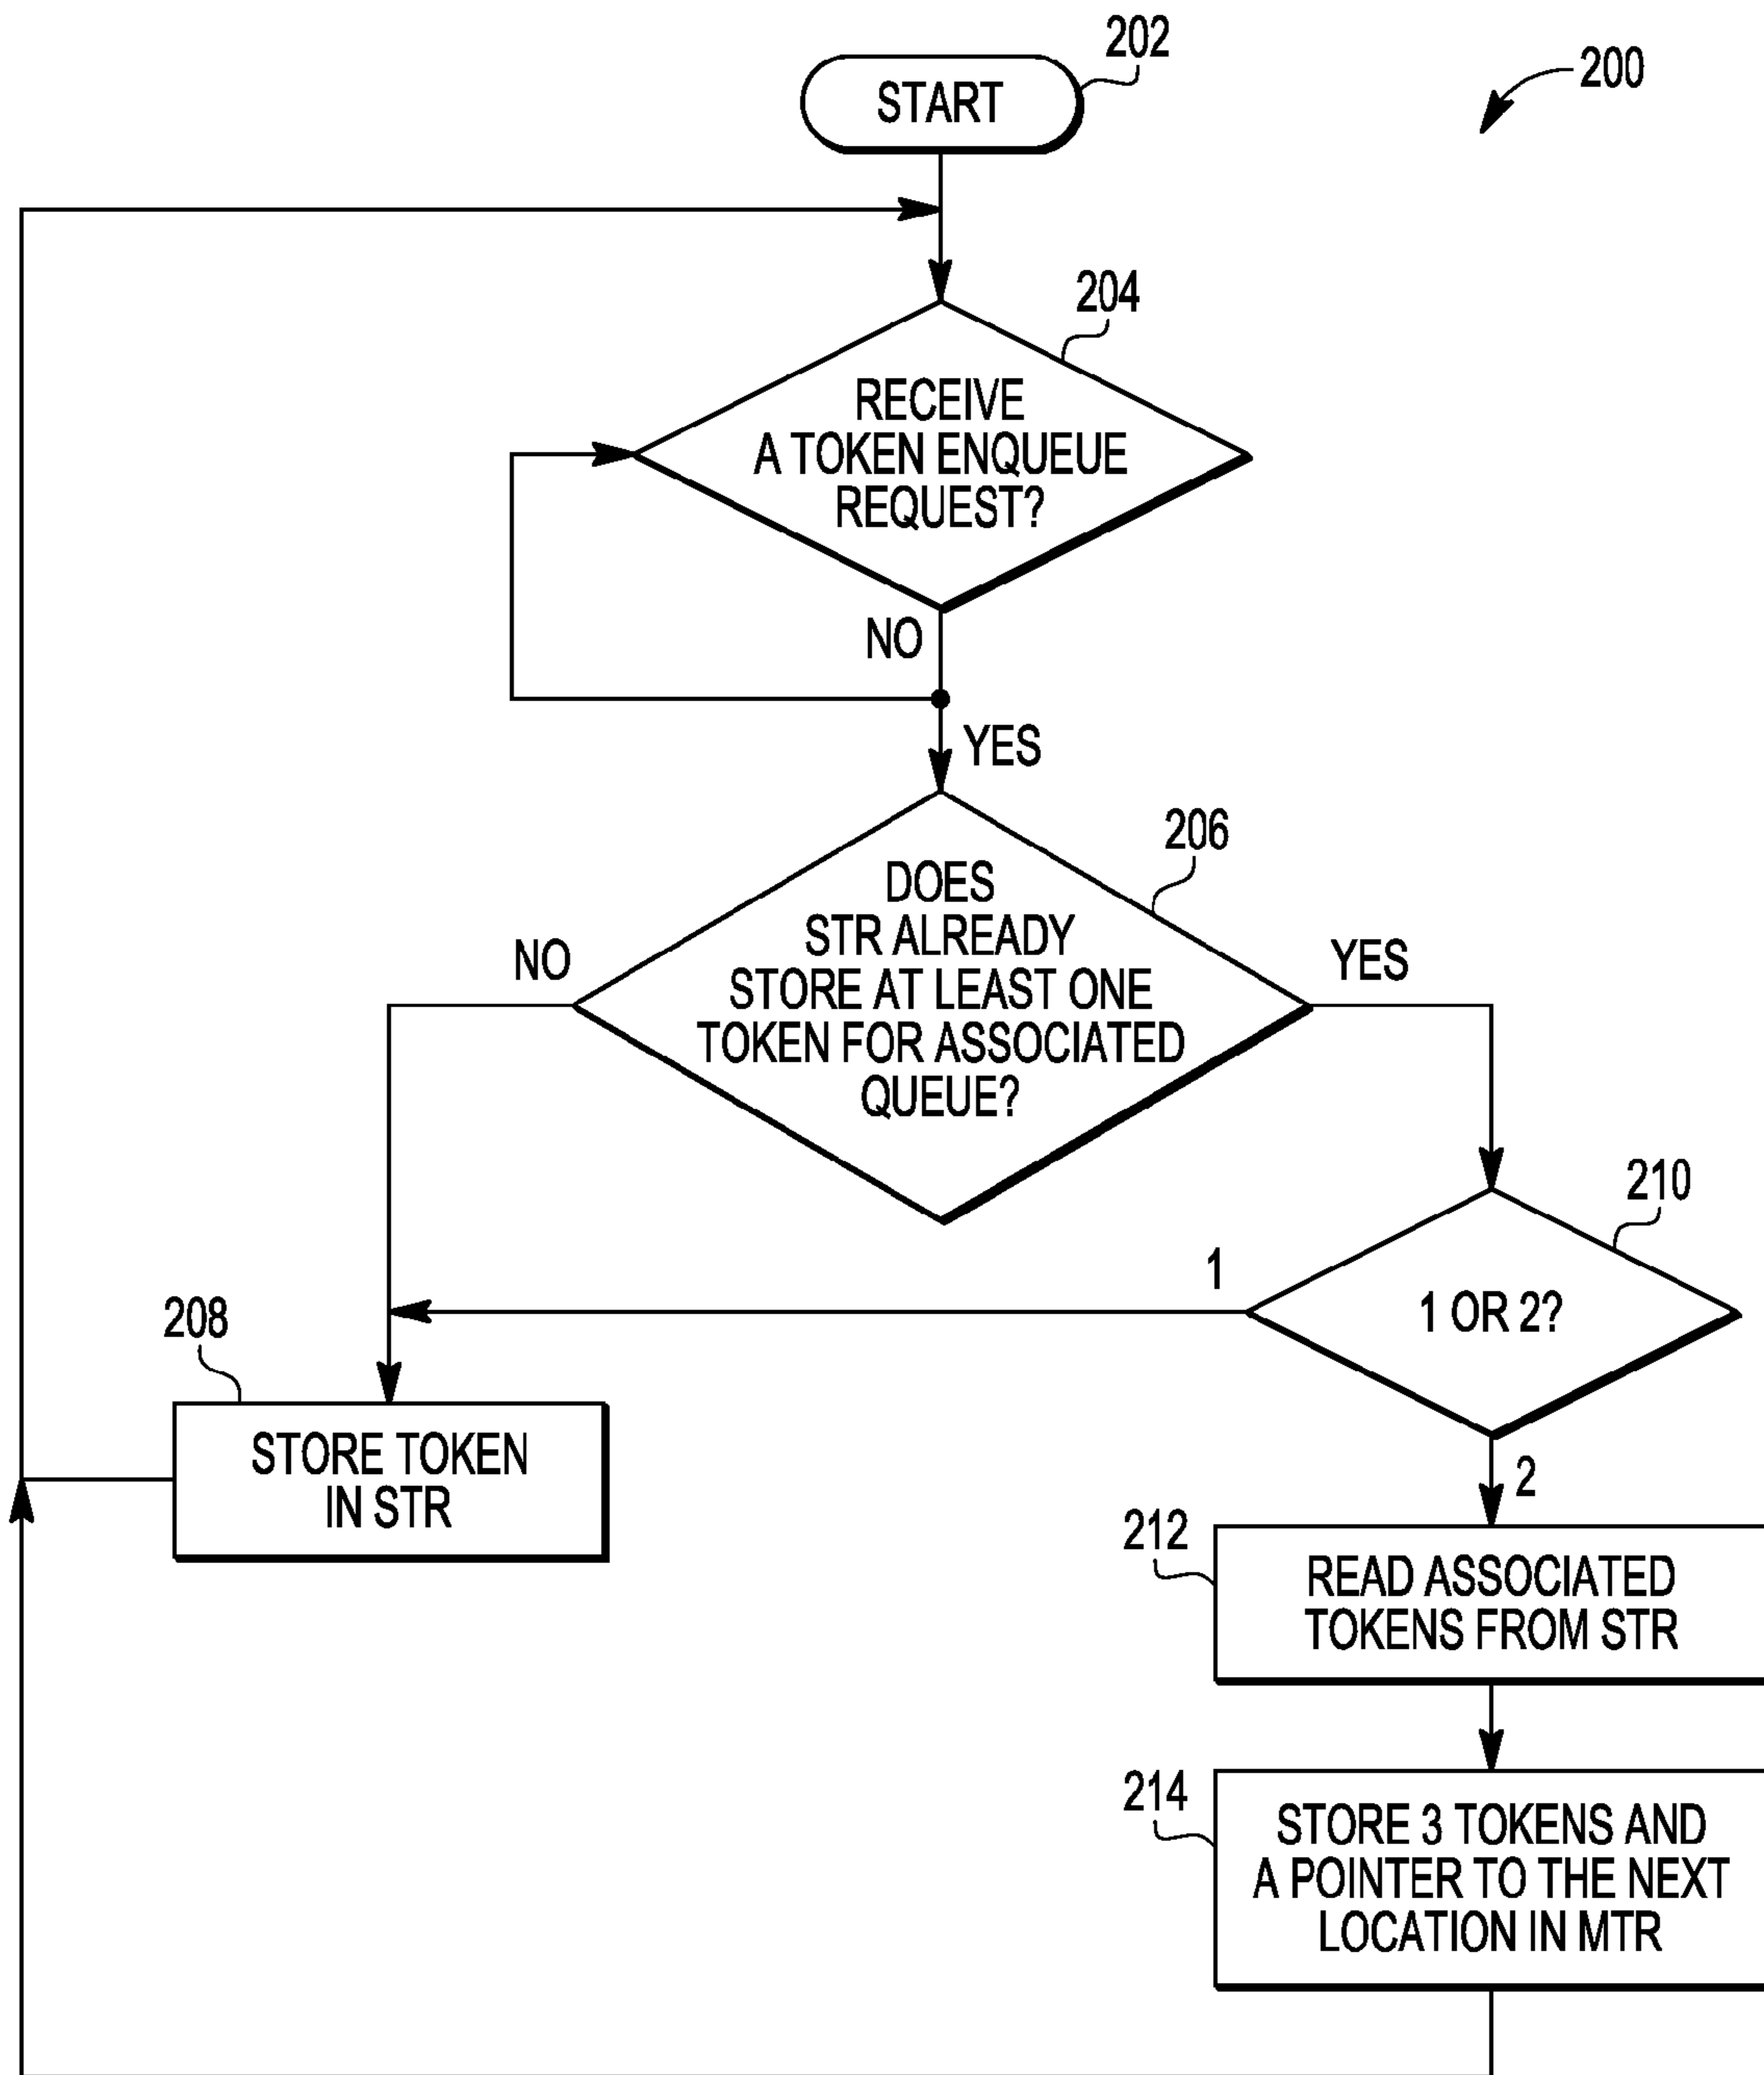 202
START
200
204
RECEIVE
A TOKEN ENQUEUE
REQUEST?
NO
YES
206
DOES
STR ALREADY
STORE AT LEAST ONE
TOKEN FOR ASSOCIATED
QUEUE?
NO
YES
210
1
1 OR 2?
208
STORE TOKEN
IN STR
2
212
READ ASSOCIATED
TOKENS FROM STR
214
STORE 3 TOKENS AND
A POINTER TO THE NEXT
LOCATION IN MTR